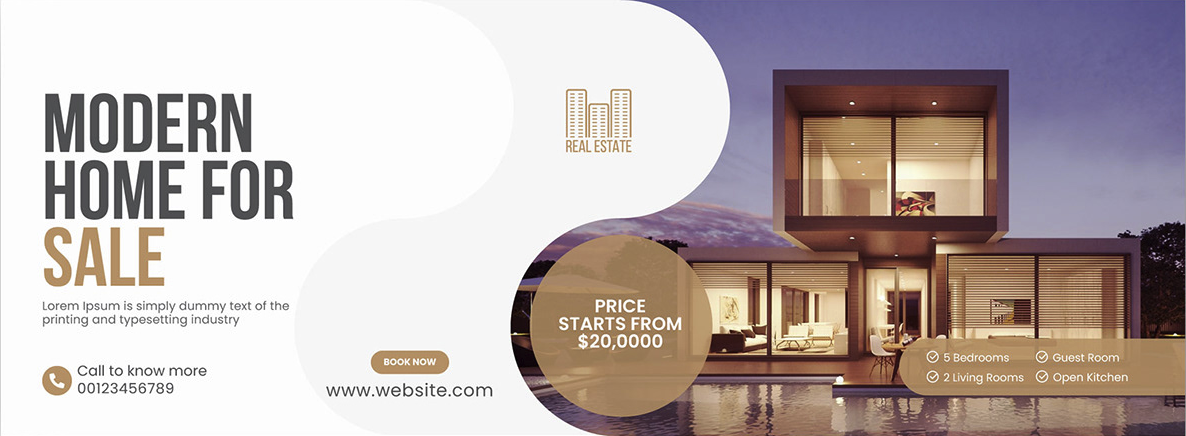 MODERN
HOME FOR
SALE
Lorem Ipsum is simply dummy text of the
printing and typesetting industry
Call to know more
00123456789
BOOK NOW
www.website.com
REAL ESTATE
PRICE
STARTS FROM
$20,0000
5 Bedrooms
Guest Room
2 Living Rooms
Open Kitchen